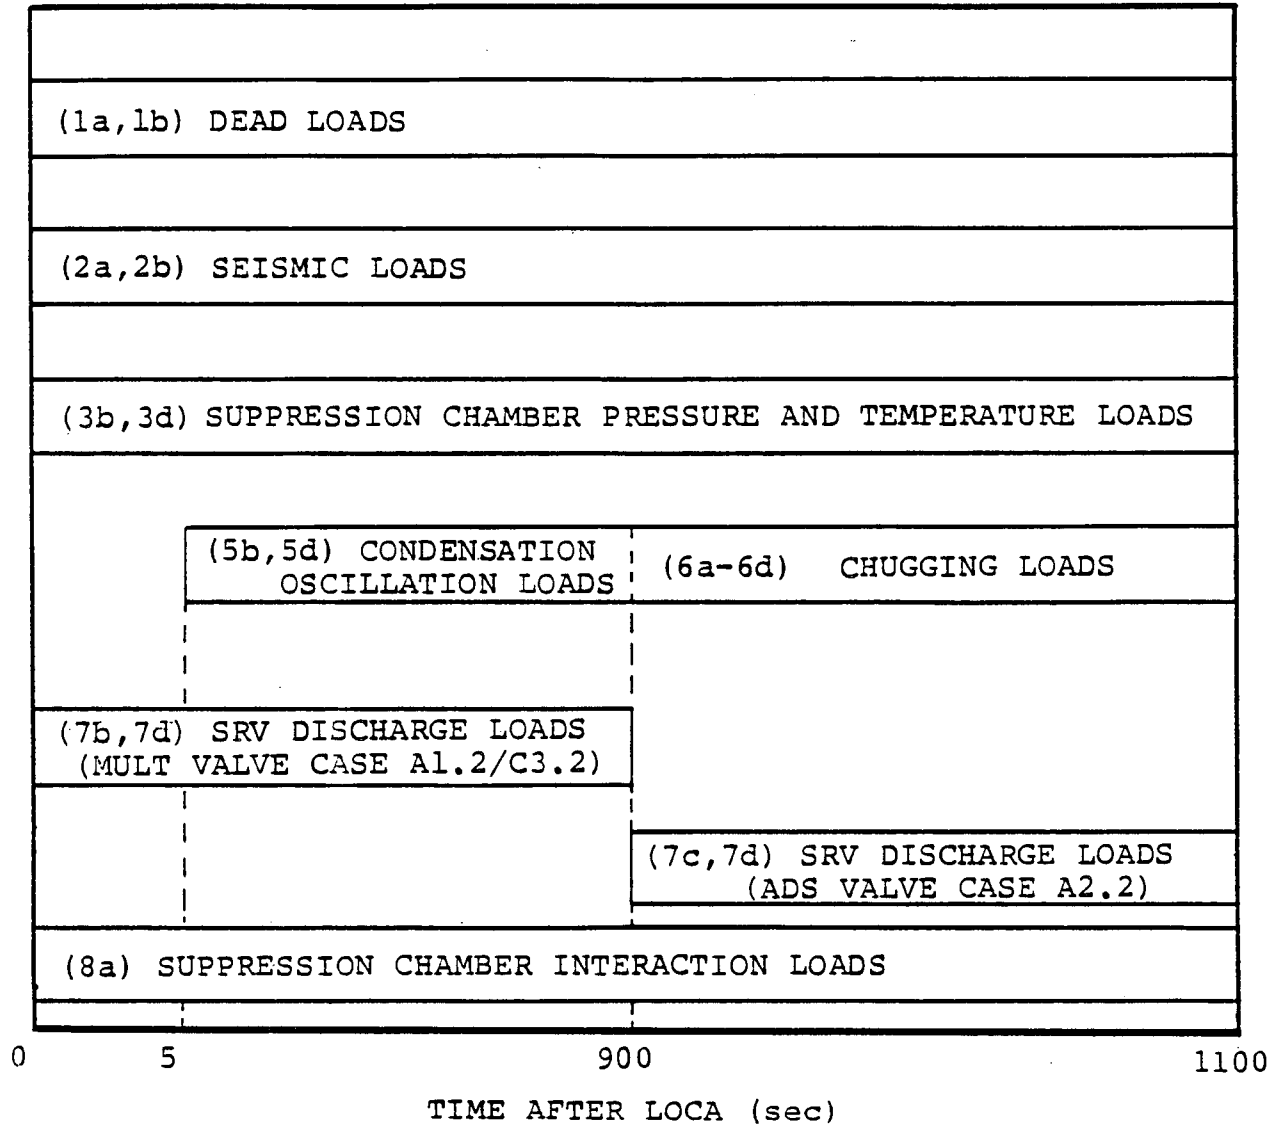 (1a,1b) DEAD LOADS
(2a,2b) SEISMIC LOADS
(3b,3d) SUPPRESSION CHAMBER PRESSURE AND TEMPERATURE LOADS
(5b,5d) CONDENSATION
OSCILLATION LOADS
(6a-6d) CHUGGING LOADS
(7b,7d) SRV DISCHARGE LOADS
(MULT VALVE CASE A1.2/C3.2)
(7c,7d) SRV DISCHARGE LOADS
(ADS VALVE CASE A2.2)
(8a) SUPPRESSION CHAMBER INTERACTION LOADS
0 5 900 1100
TIME AFTER LOCA (sec)